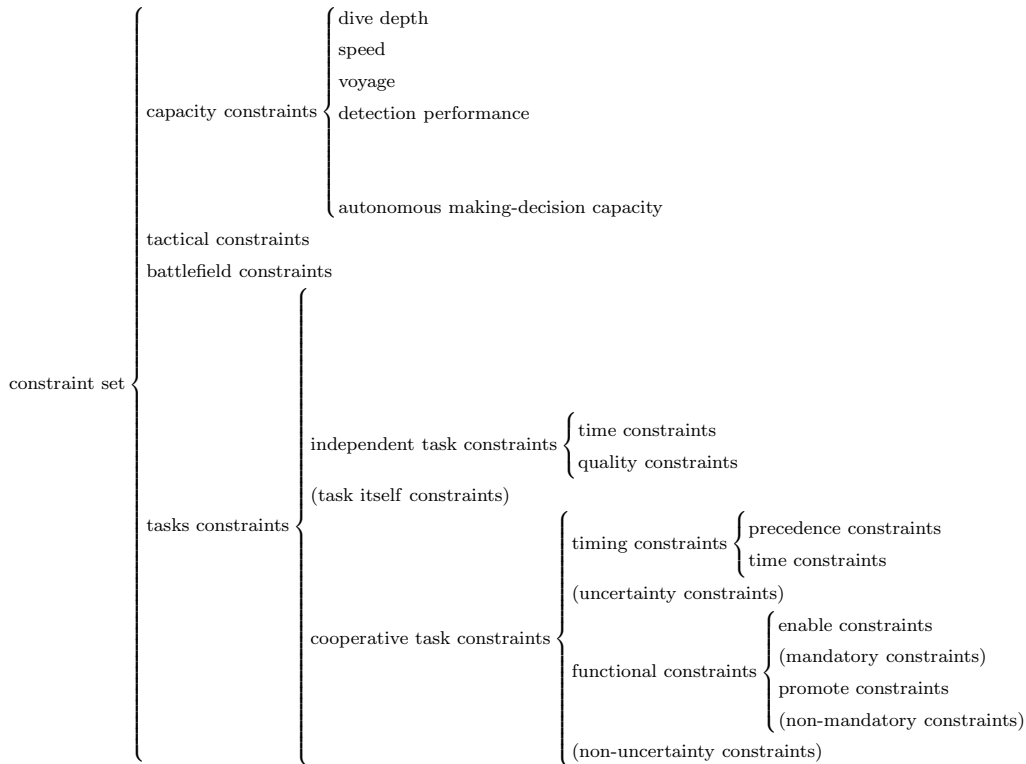 dive depth
speed
voyage
capacity constraints
detection performance
autonomous making-decision capacity
tactical constraints
battlefield constraints
constraint set
time constraints
independent task constraints
quality constraints
(task itself constraints)
tasks constraints
precedence constraints
timing constraints
time constraints
(uncertainty constraints)
cooperative task constraints
enable constraints
(mandatory constraints)
functional constraints
promote constraints
(non-mandatory constraints)
(non-uncertainty constraints)